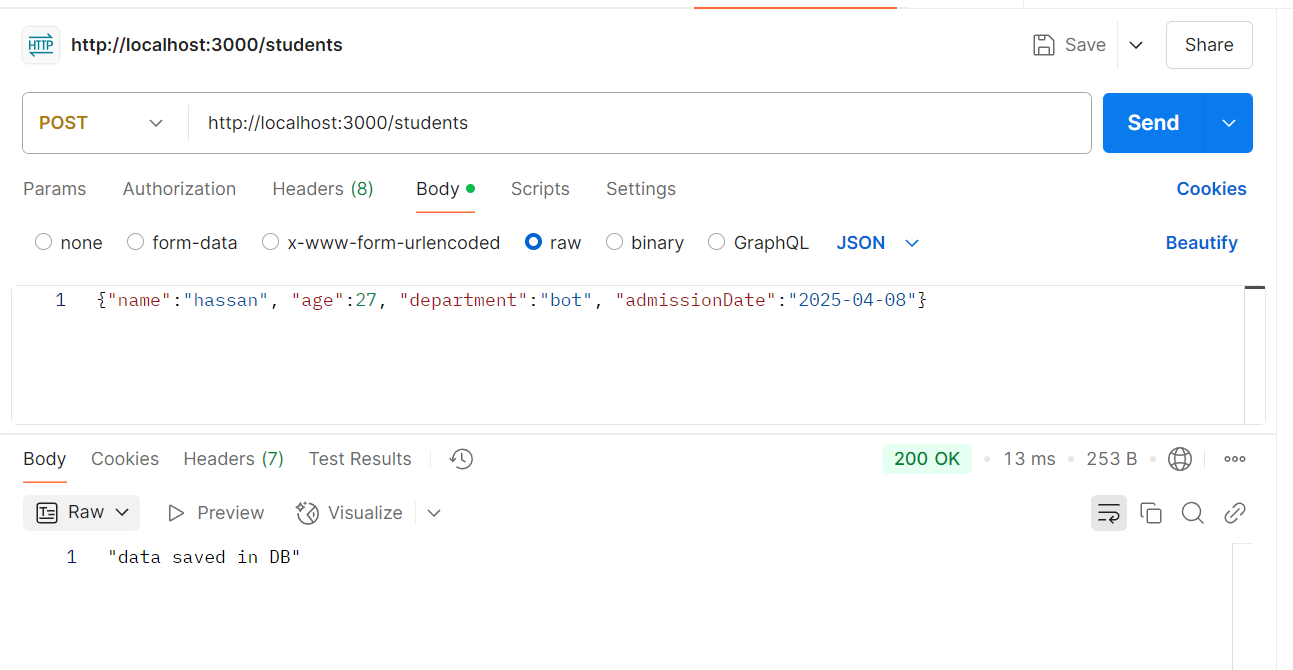 HTTP http://localhost:3000/students Save Share
POST http://localhost:3000/students Send
Params Authorization Headers (8) Body Scripts Settings Cookies
none form-data x-www-form-urlencoded raw binary GraphQL JSON Beautify
1 {"name":"hassan", "age":27, "department":"bot", "admissionDate":"2025-04-08"}
Body Cookies Headers (7) Test Results 200 OK 13 ms 253 B
Raw Preview Visualize
1 "data saved in DB"